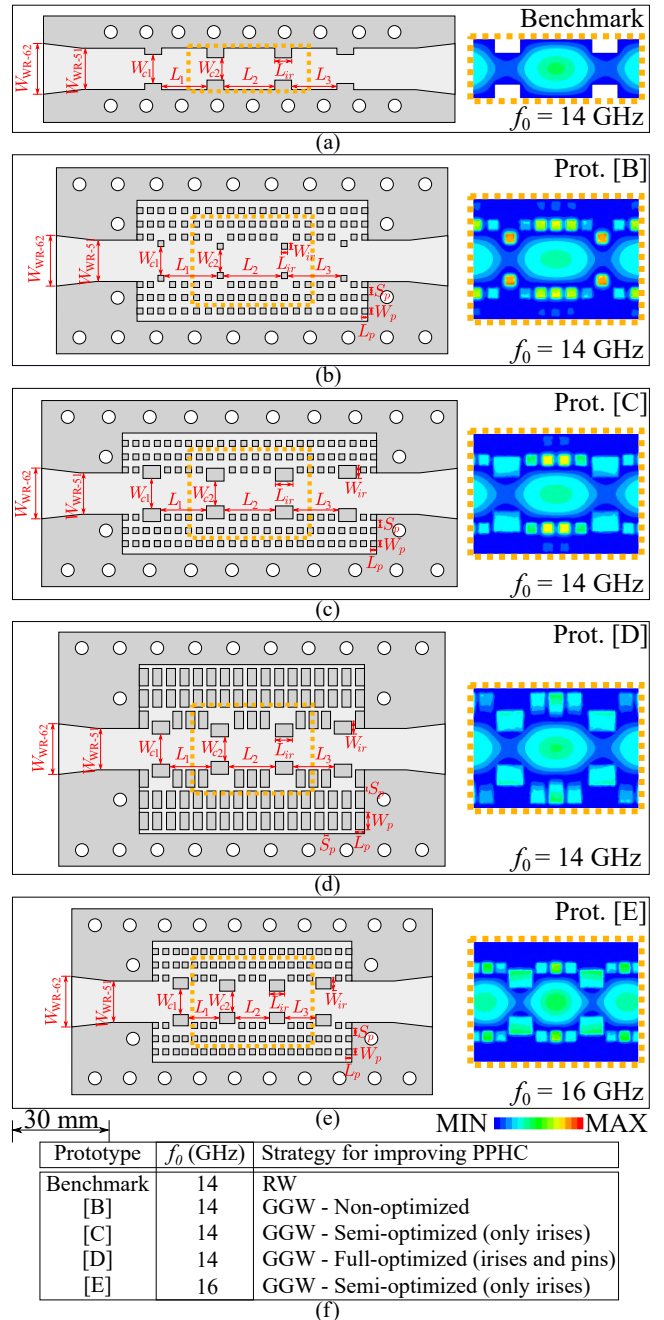 Benchmark
W_WR-62
W_WR-51
W_c1
L_1
W_c2
L_2
L_ir
L_3
f_0 = 14 GHz
(a)
Prot. [B]
W_WR-62
W_WR-51
W_c1
L_1
W_c2
L_2
W_ir
L_ir
L_3
S_p
W_p
L_p
f_0 = 14 GHz
(b)
Prot. [C]
W_WR-62
W_WR-51
W_c1
L_1
W_c2
L_2
L_ir
L_3
W_ir
S_p
W_p
L_p
f_0 = 14 GHz
(c)
Prot. [D]
W_WR-62
W_WR-51
W_c1
L_1
W_c2
L_2
L_ir
L_3
W_ir
S_p
W_p
S̄_p
L_p
f_0 = 14 GHz
(d)
Prot. [E]
W_WR-62
W_WR-51
W_c1
L_1
W_c2
L_2
L_ir
L_3
W_ir
S_p
W_p
L_p
f_0 = 16 GHz
(e)
30 mm
MIN MAX
Prototype f_0 (GHz) Strategy for improving PPHC
Benchmark 14 RW
[B] 14 GGW - Non-optimized
[C] 14 GGW - Semi-optimized (only irises)
[D] 14 GGW - Full-optimized (irises and pins)
[E] 16 GGW - Semi-optimized (only irises)
(f)